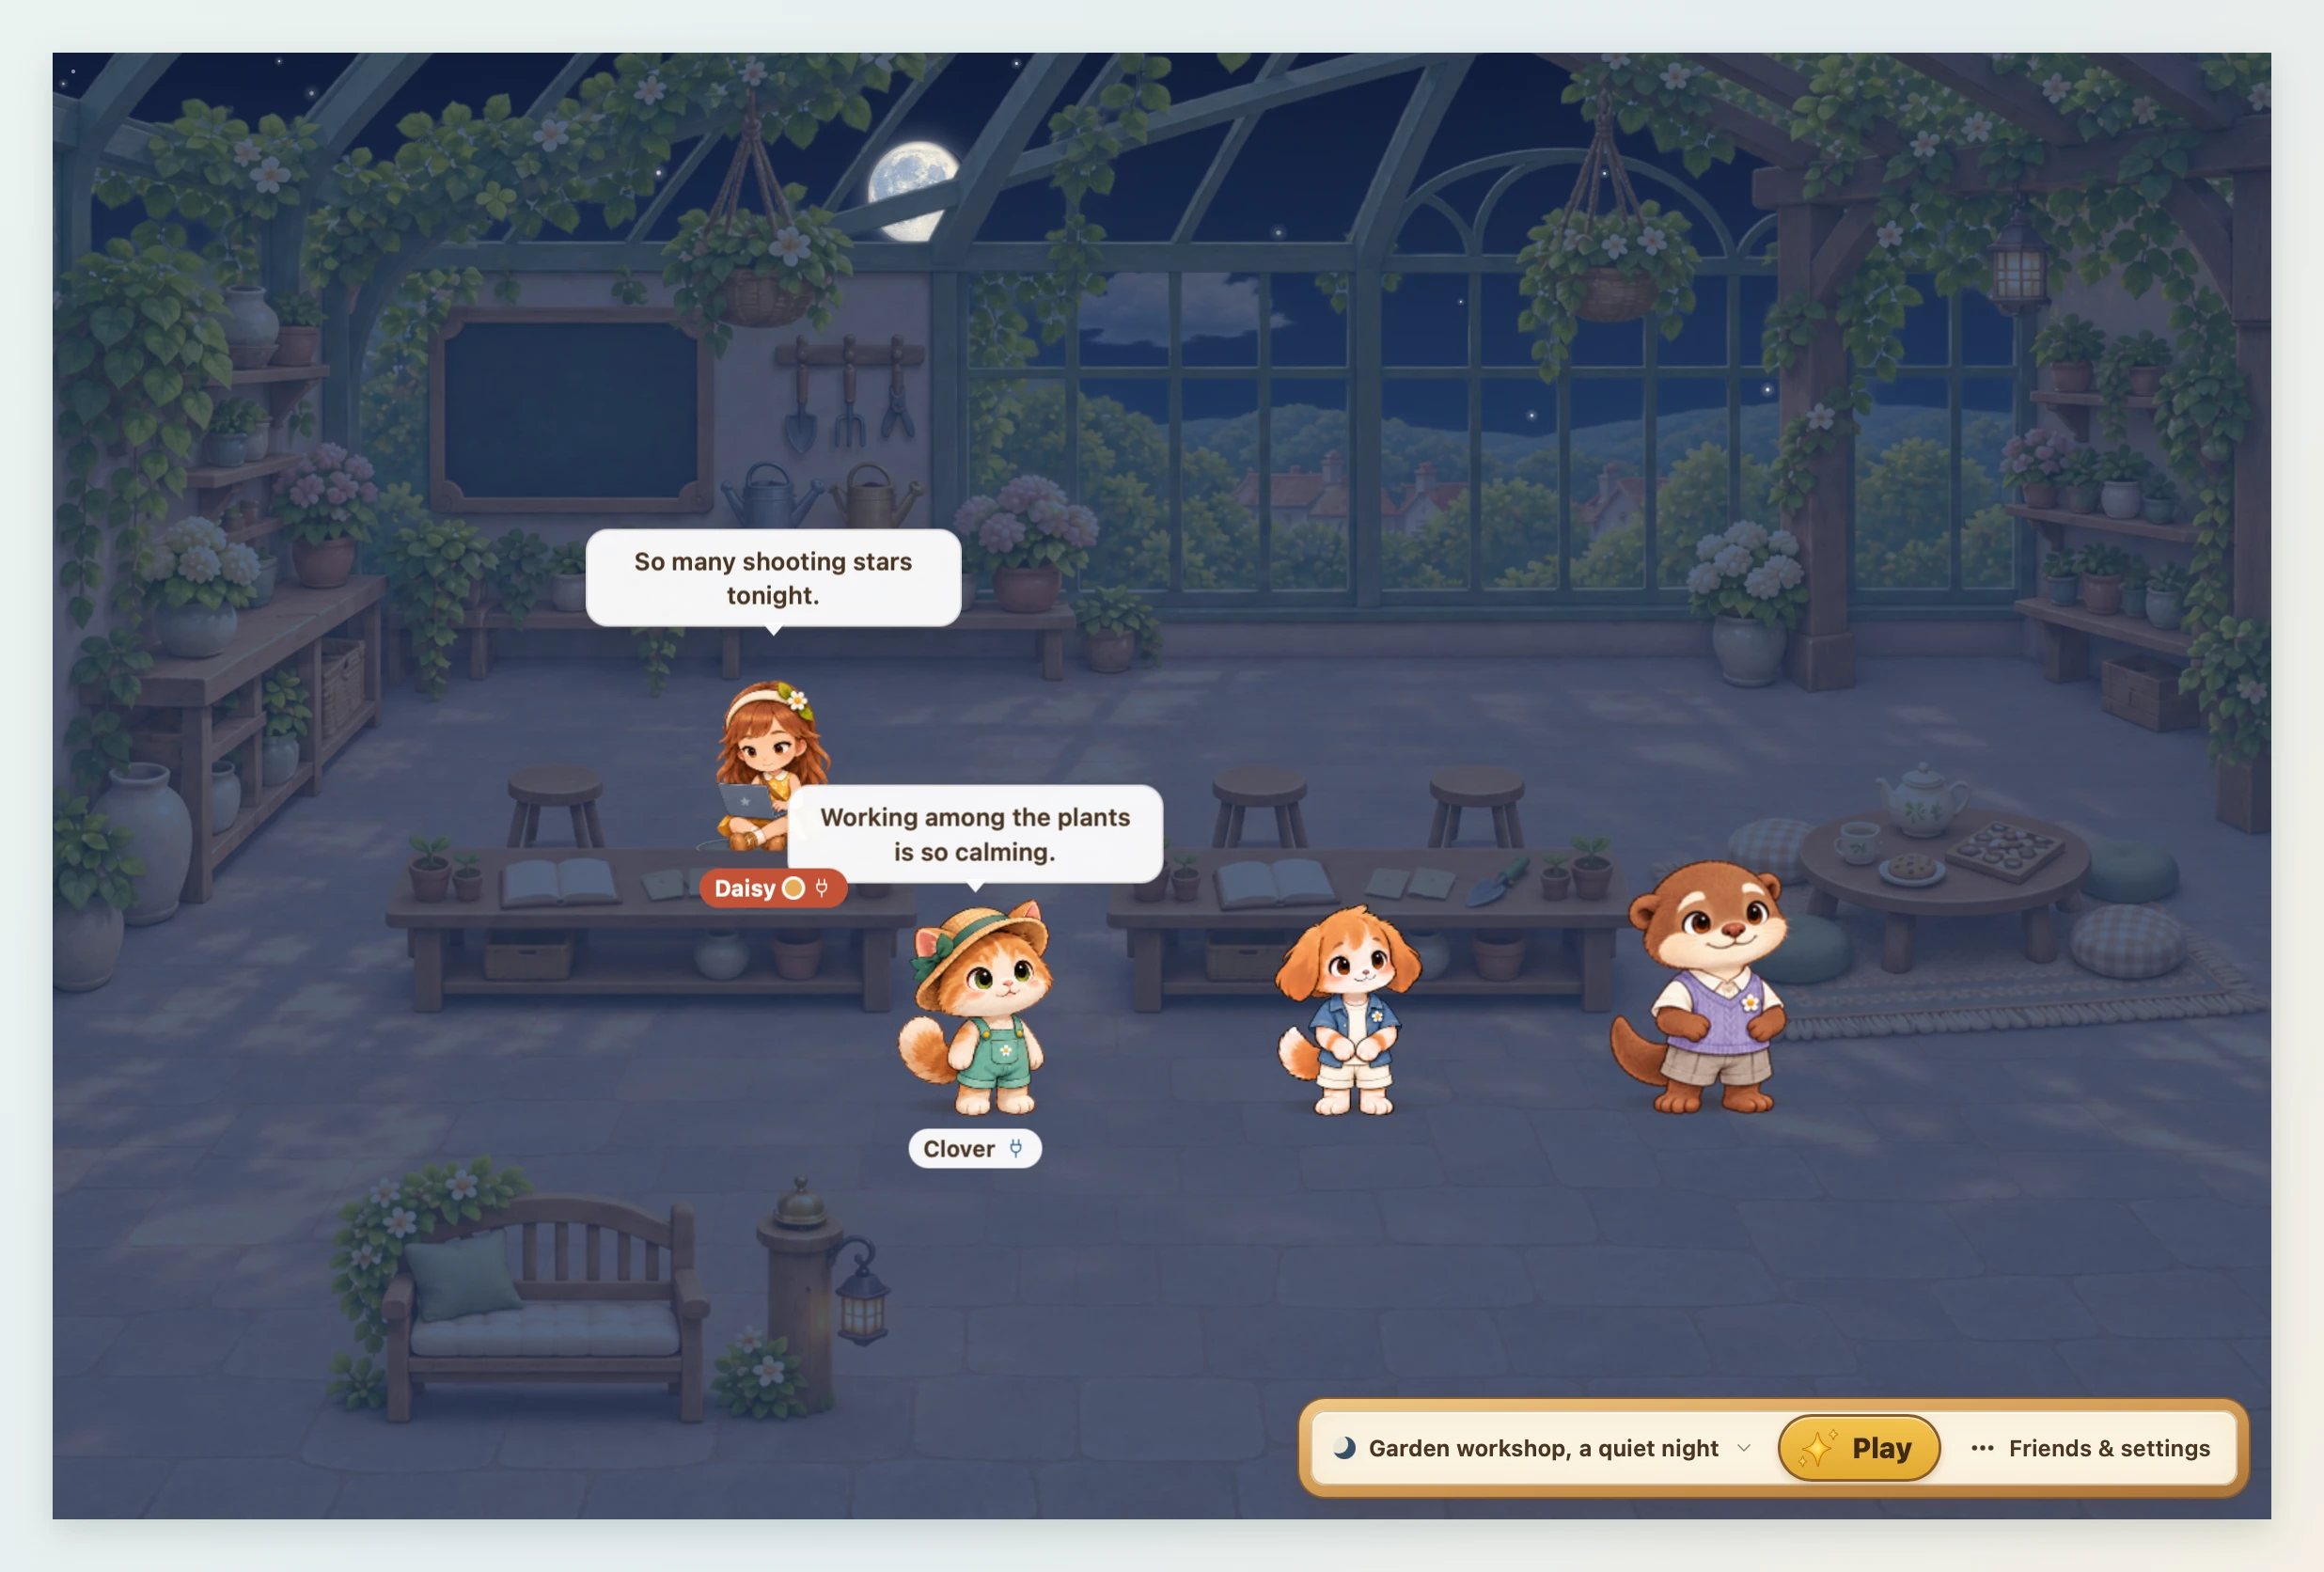 So many shooting stars
tonight.
Working among the plants
is so calming.
Daisy
Clover
Garden workshop, a quiet night
Play
Friends & settings